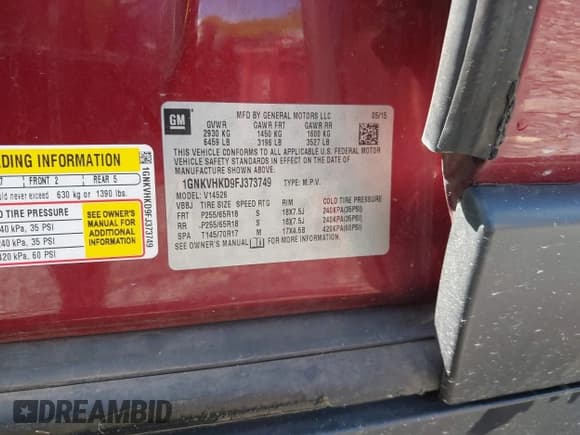 GM
MFD BY GENERAL MOTORS LLC 05/15
GVWR GAWR FRT GAWR RR
2930 KG 1450 KG 1600 KG
6459 LB 3196 LB 3527 LB
THIS VEHICLE CONFORMS TO ALL APPLICABLE U.S. FEDERAL MOTOR
VEHICLE SAFETY STANDARDS IN EFFECT ON THE DATE OF
MANUFACTURE SHOWN ABOVE.
1GNKVHKD9FJ373749 TYPE: M.P.V.
MODEL: V14526
VBBJ TIRE SIZE SPEED RTG RIM COLD TIRE PRESSURE
FRT P255/65R18 S 18X7.5J 240KPA(35PSI)
RR P255/65R18 S 18X7.5J 240KPA(35PSI)
SPA T145/70R17 M 17X4.5B 420KPA(60PSI)
SEE OWNER'S MANUAL FOR MORE INFORMATION.
ADING INFORMATION
7 FRONT 2 REAR 5
uld never exceed 630 kg or 1390 lbs.
D TIRE PRESSURE
40 kPa, 35 PSI
240 kPa, 35 PSI
420 kPa, 60 PSI
SEE OWNER'S
MANUAL FOR
ADDITIONAL
INFORMATION
1GNKVHKD9FJ373749
DREAMBID